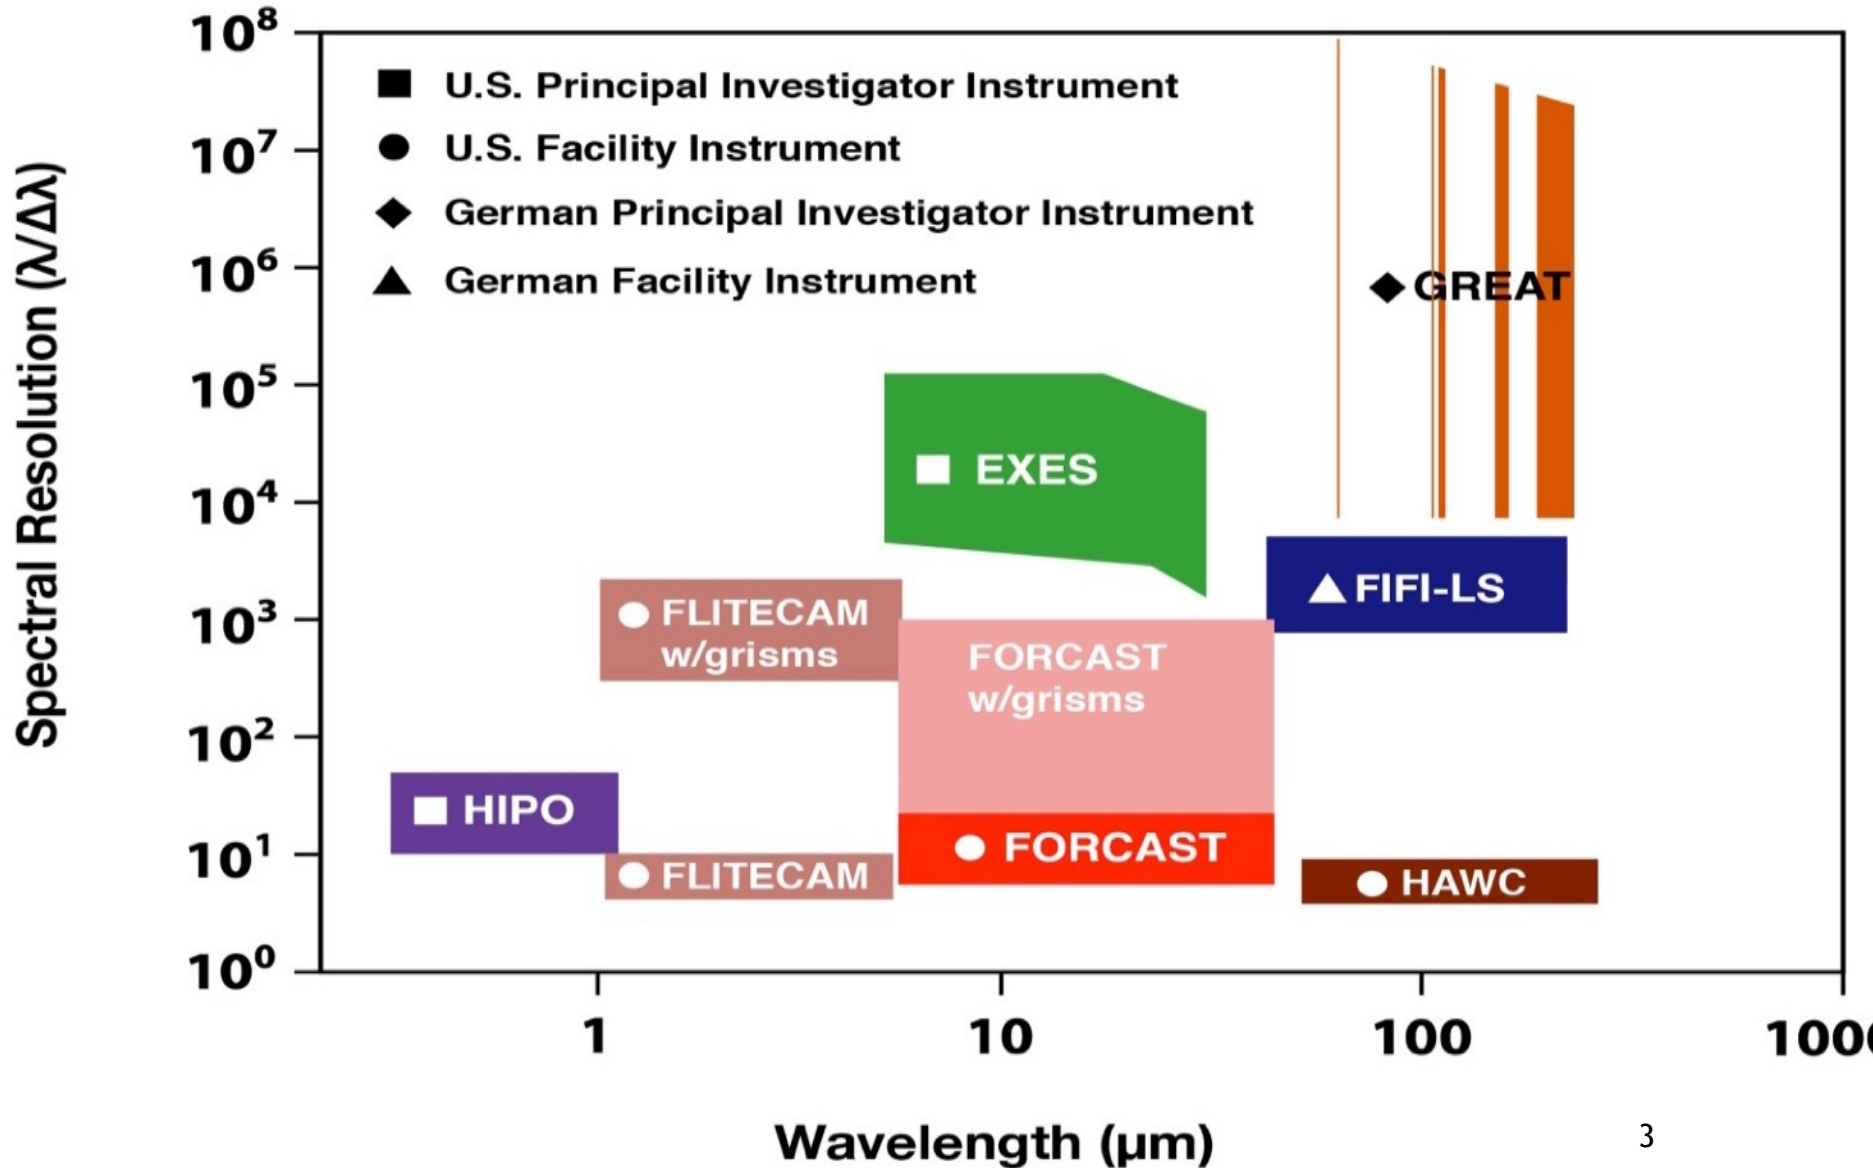 10⁸
10⁷
10⁶
10⁵
10⁴
10³
10²
10¹
10⁰
Spectral Resolution (λ/Δλ)
U.S. Principal Investigator Instrument
U.S. Facility Instrument
German Principal Investigator Instrument
German Facility Instrument
GREAT
EXES
FIFI-LS
FLITECAM
w/grisms
FORCAST
w/grisms
HIPO
FORCAST
FLITECAM
HAWC
1
10
100
100
Wavelength (µm)
3